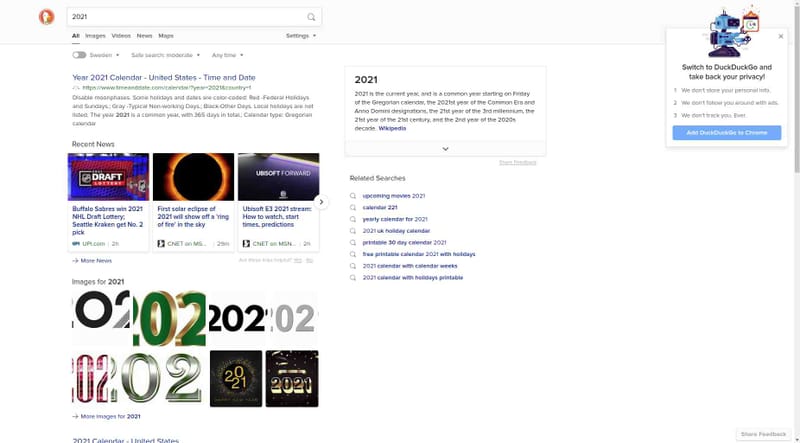 2021
All Images Videos News Maps Settings
Sweden Safe search: moderate Any time
Year 2021 Calendar - United States - Time and Date
https://www.timeanddate.com/calendar/?year=2021&country=1
Disable moonphases. Some holidays and dates are color-coded: Red -Federal Holidays
and Sundays.; Gray -Typical Non-working Days.; Black-Other Days. Local holidays are not
listed. The year 2021 is a common year, with 365 days in total.; Calendar type: Gregorian
calendar
Recent News
NHL
DRAFT
LOTTERY
UBISOFT FORWARD
Buffalo Sabres win 2021
NHL Draft Lottery;
Seattle Kraken get No. 2
pick
UPI.com 2h
First solar eclipse of
2021 will show off a 'ring
of fire' in the sky
CNET on MS... 29m
Ubisoft E3 2021 stream:
How to watch, start
times, predictions
CNET on MSN... 2h
More News
Are these links helpful? Yes No
Images for 2021
202
2021
2021
2021
202
202
2021
HAPPY NEW YEAR
2021
More Images for 2021
2021 Calendar - United States
2021
2021 is the current year, and is a common year starting on Friday
of the Gregorian calendar, the 2021st year of the Common Era and
Anno Domini designations, the 21st year of the 3rd millennium, the
21st year of the 21st century, and the 2nd year of the 2020s
decade. Wikipedia
Share Feedback
Related Searches
upcoming movies 2021
calendar 221
yearly calendar for 2021
2021 uk holiday calendar
printable 30 day calendar 2021
free printable calendar 2021 with holidays
2021 calendar with calendar weeks
2021 calendar with holidays printable
Switch to DuckDuckGo and
take back your privacy!
1 We don't store your personal info.
2 We don't follow you around with ads.
3 We don't track you. Ever.
Add DuckDuckGo to Chrome
Share Feedback